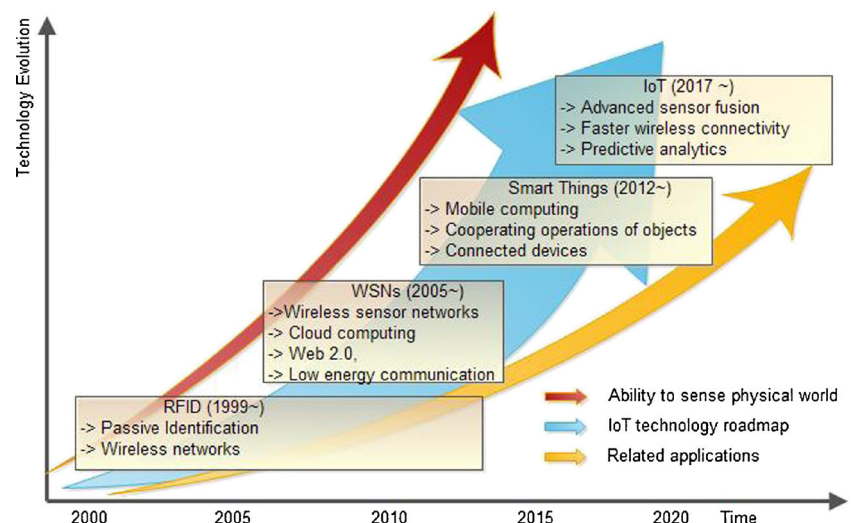 Technology Evolution
IoT (2017 ~)
-> Advanced sensor fusion
-> Faster wireless connectivity
-> Predictive analytics
Smart Things (2012~)
-> Mobile computing
-> Cooperating operations of objects
-> Connected devices
WSNs (2005~)
->Wireless sensor networks
-> Cloud computing
-> Web 2.0,
-> Low energy communication
RFID (1999~)
-> Passive Identification
-> Wireless networks
Ability to sense physical world
IoT technology roadmap
Related applications
2000 2005 2010 2015 2020 Time